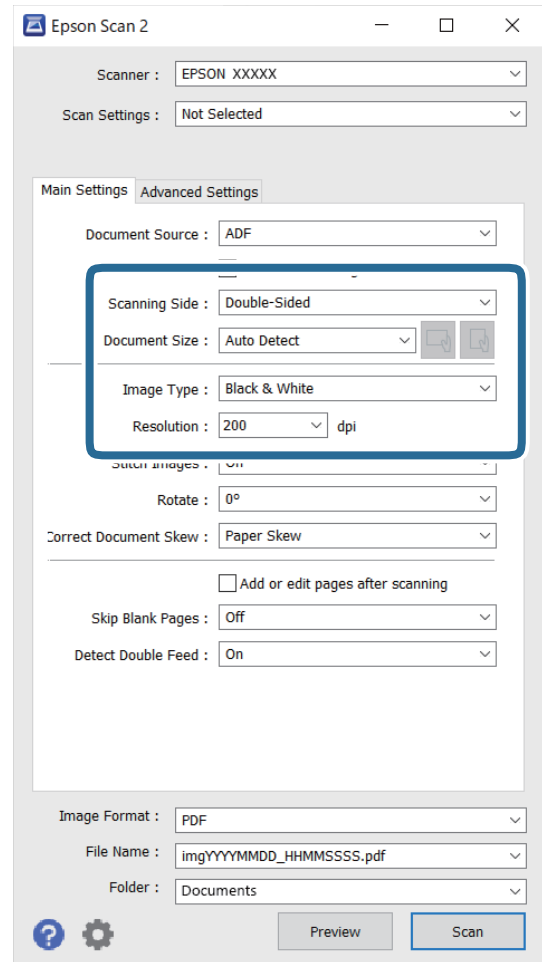 Epson Scan 2
Scanner : EPSON XXXXX
Scan Settings : Not Selected
Main Settings Advanced Settings
Document Source : ADF
Scanning Side : Double-Sided
Document Size : Auto Detect
Image Type : Black & White
Resolution : 200 dpi
Stitch Images : Off
Rotate : 0°
Correct Document Skew : Paper Skew
Add or edit pages after scanning
Skip Blank Pages : Off
Detect Double Feed : On
Image Format : PDF
File Name : imgYYYYMMDD_HHMMSSSS.pdf
Folder : Documents
? Preview Scan